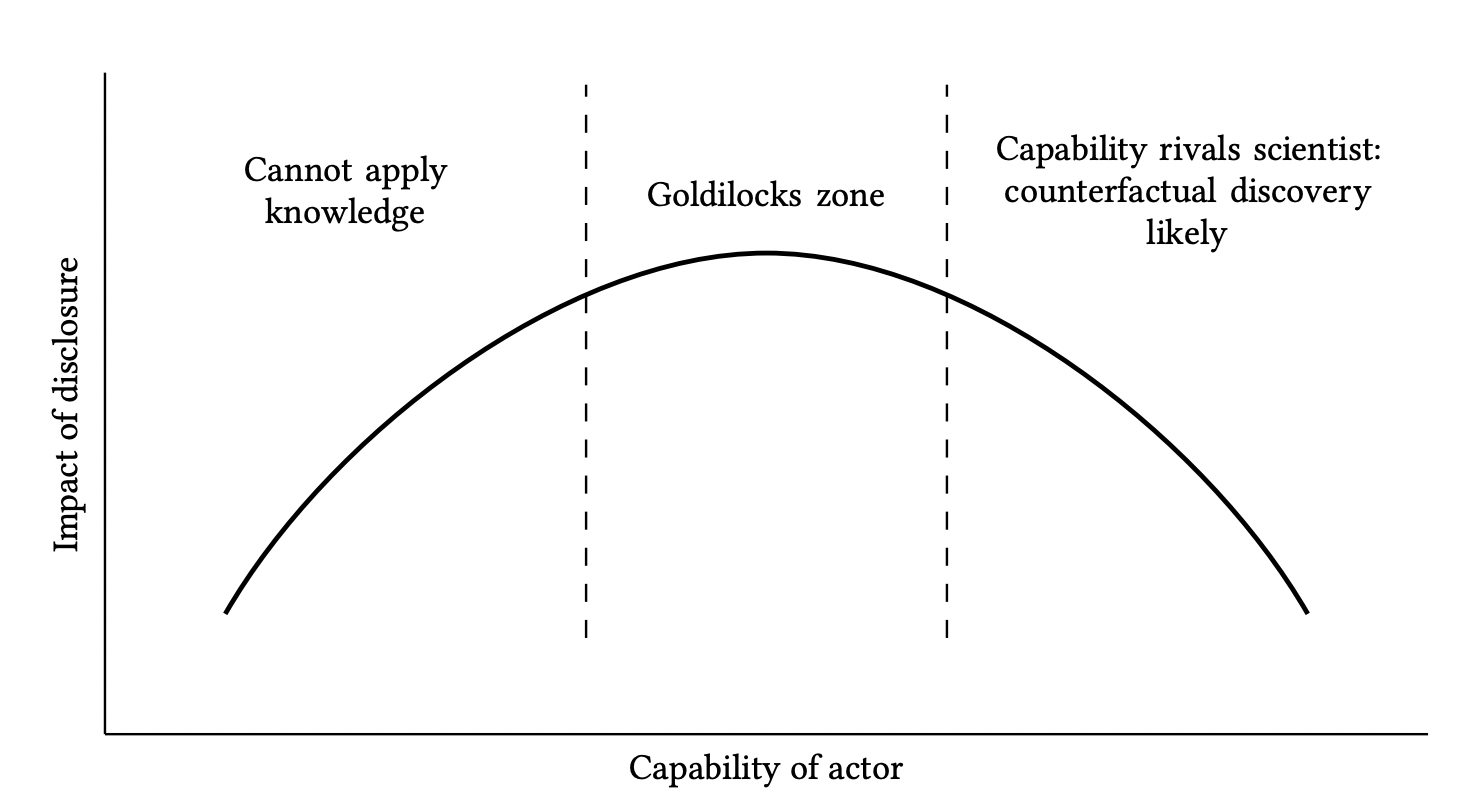 Cannot apply
knowledge
Goldilocks zone
Capability rivals scientist:
counterfactual discovery
likely
Impact of disclosure
Capability of actor